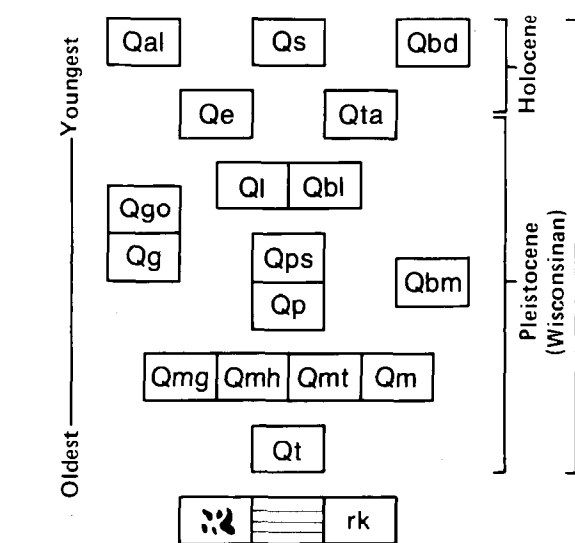 Qal Qs Qbd
Qe Qta
Ql Qbl
Qgo
Qg Qps Qbm
Qp
Qmg Qmh Qmt Qm
Qt
rk
Youngest
Oldest
Holocene
Pleistocene
(Wisconsinan)